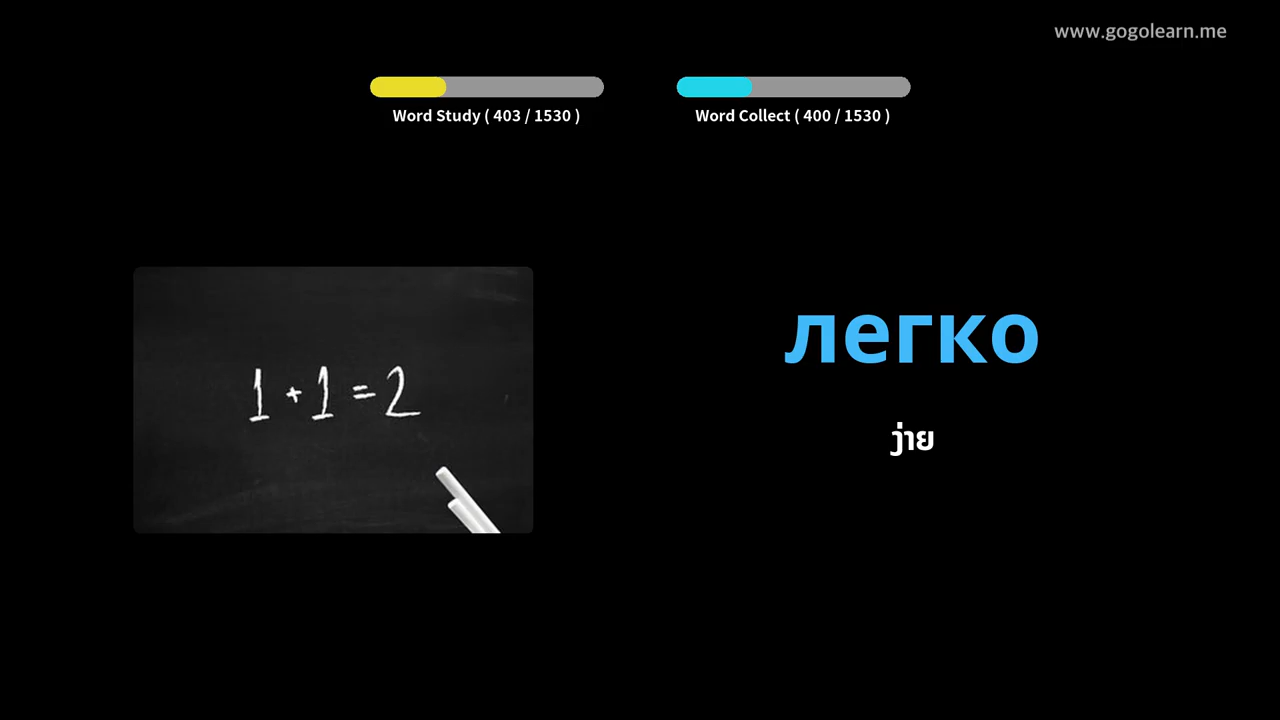 www.gogolearn.me
Word Study ( 403 / 1530 )
Word Collect ( 400 / 1530 )
1 + 1 = 2
легко
ງ່າຍ